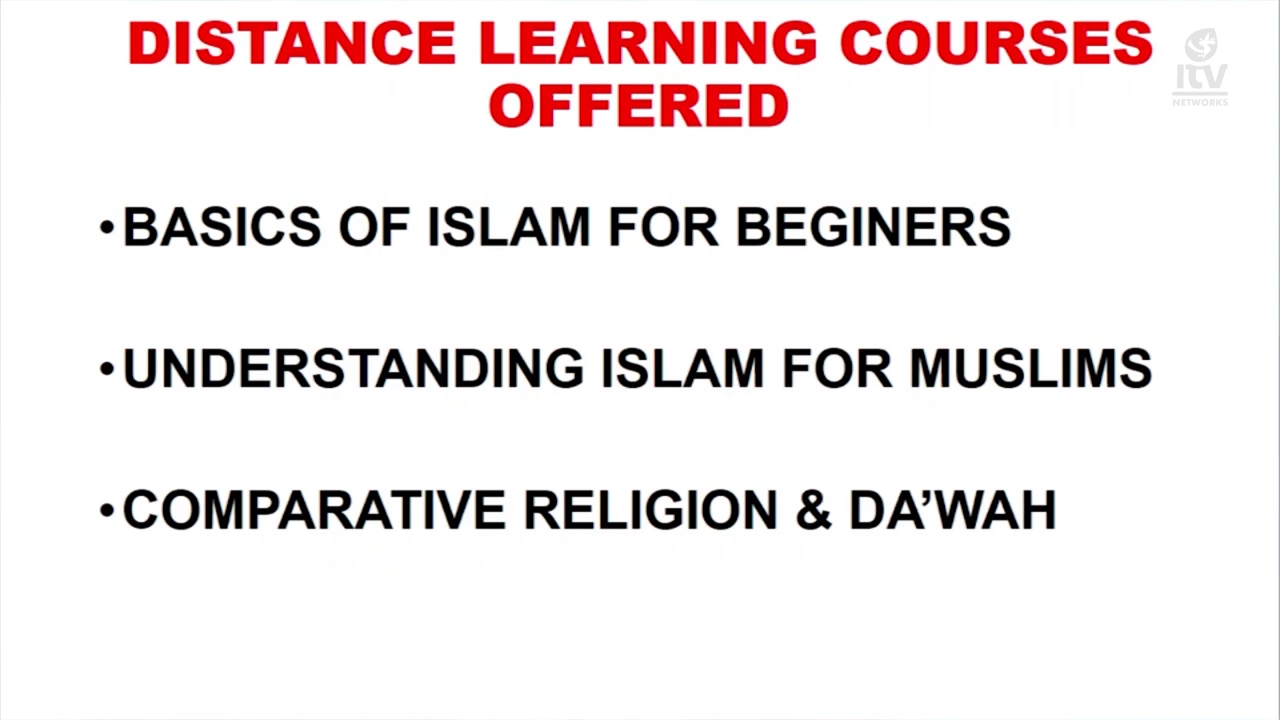 DISTANCE LEARNING COURSES
OFFERED
itv
NETWORKS
•BASICS OF ISLAM FOR BEGINERS
•UNDERSTANDING ISLAM FOR MUSLIMS
•COMPARATIVE RELIGION & DA’WAH